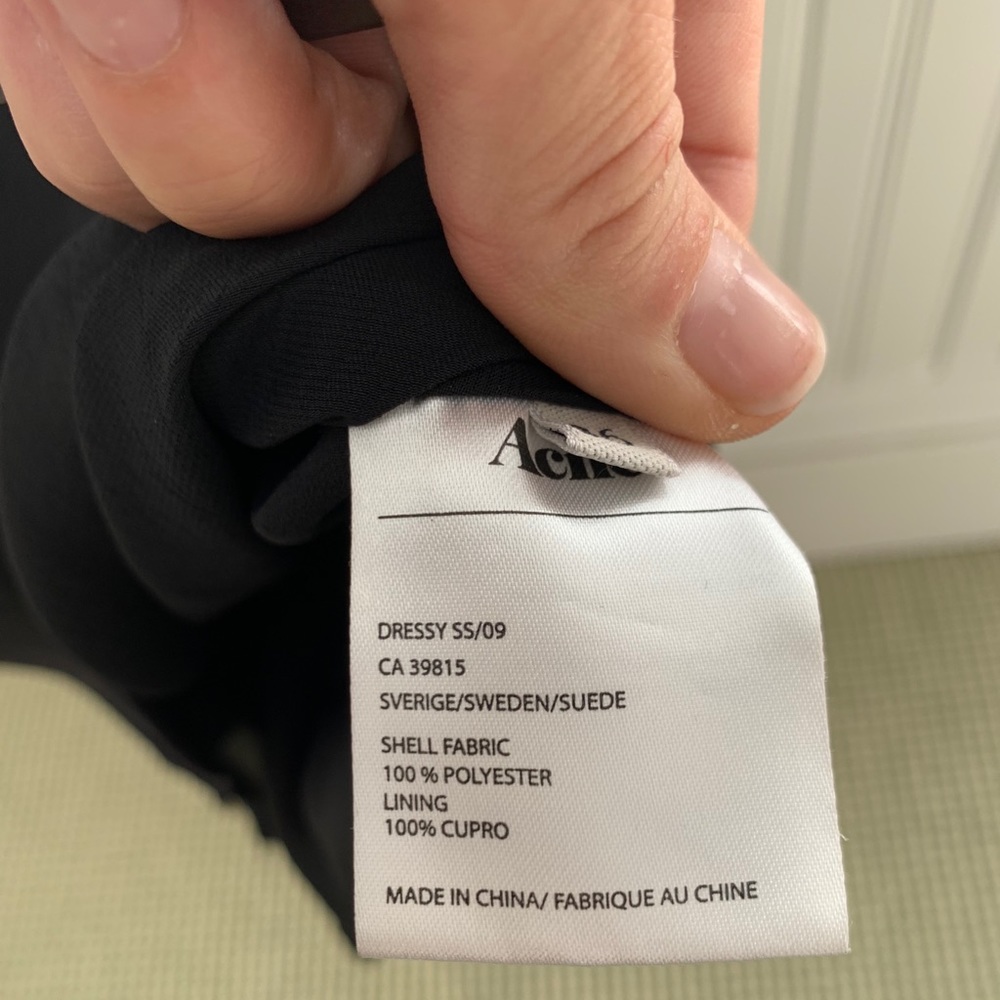 Acne
DRESSY SS/09
CA 39815
SVERIGE/SWEDEN/SUEDE
SHELL FABRIC
100 % POLYESTER
LINING
100% CUPRO
MADE IN CHINA/ FABRIQUE AU CHINE